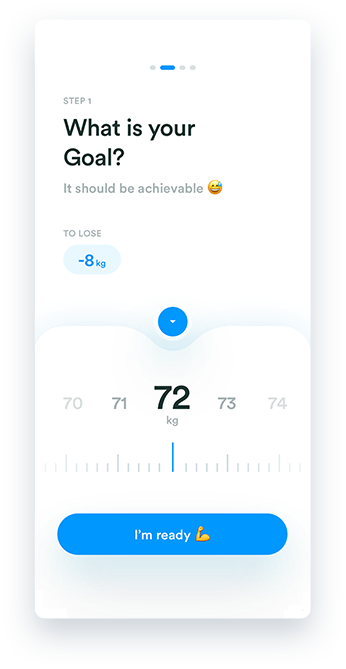 STEP 1
What is your
Goal?
It should be achievable 😅
TO LOSE
-8 kg
70 71 72 73 74
kg
I'm ready 💪